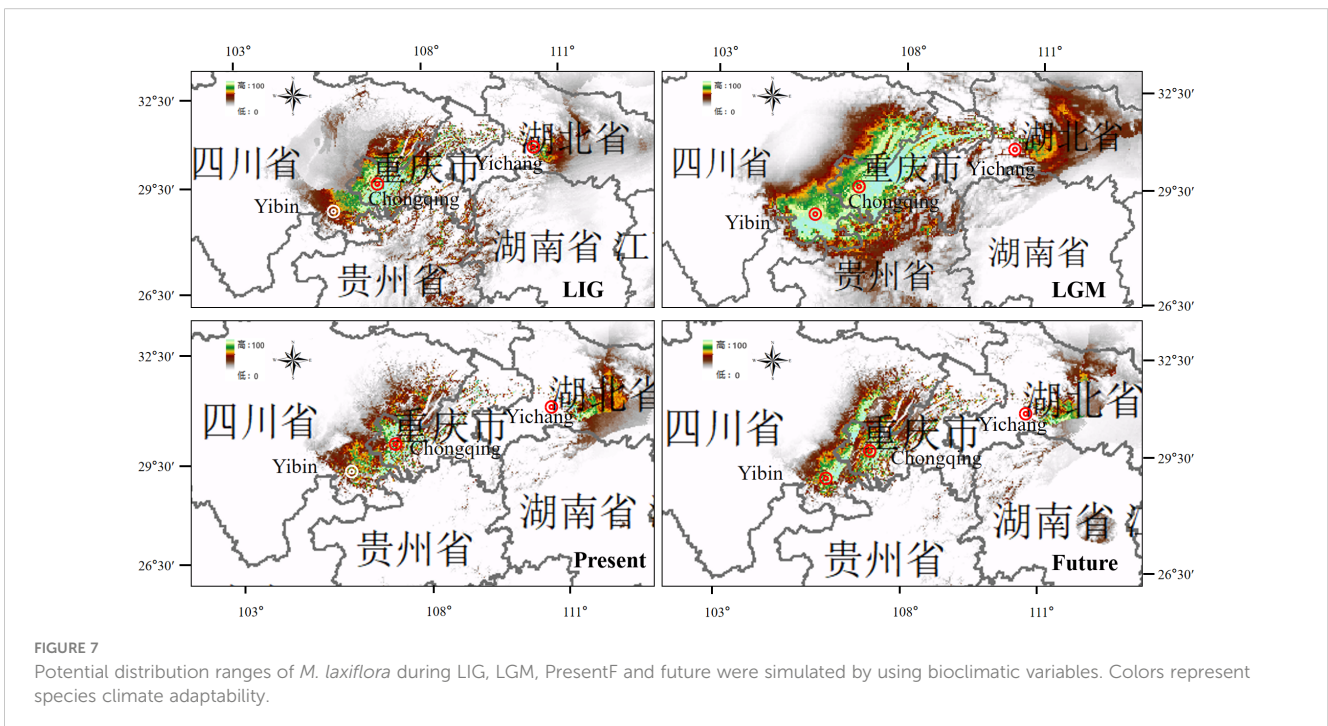 103°
108°
111°
103°
108°
111°
32°30′
29°30′
26°30′
高:100
低:0
四川省
重庆市
湖北省
Yichang
Chongqing
Yibin
湖南省 江
贵州省
LIG
高:100
低:0
四川省
重庆市
湖北省
Yichang
Chongqing
Yibin
湖南省
贵州省
LGM
32°30′
29°30′
26°30′
32°30′
29°30′
26°30′
高:100
低:0
四川省
重庆市
湖北省
Yichang
Chongqing
Yibin
湖南省
贵州省
Present
高:100
低:0
四川省
重庆市
湖北省
Yichang
Chongqing
Yibin
湖南省
贵州省
Future
32°30′
29°30′
26°30′
103°
108°
111°
103°
108°
111°
FIGURE 7
Potential distribution ranges of M. laxiflora during LIG, LGM, PresentF and future were simulated by using bioclimatic variables. Colors represent
species climate adaptability.